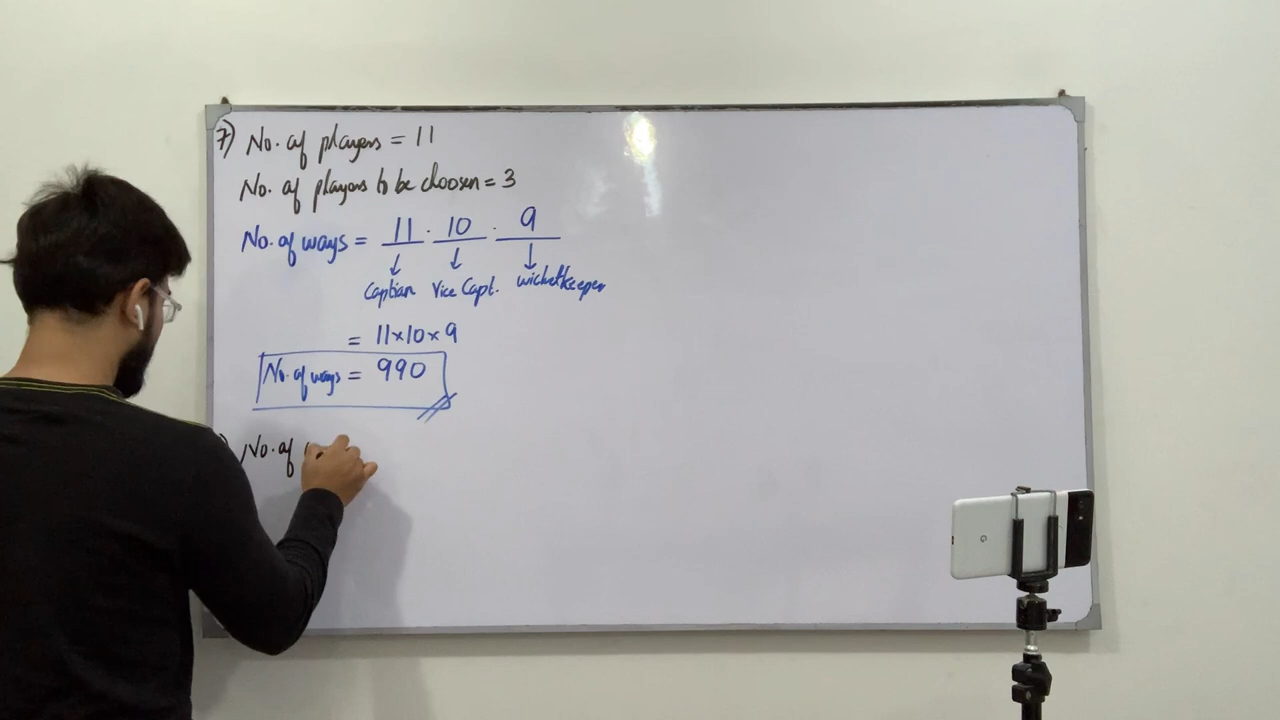 7) No. of players = 11
No. of players to be choosen = 3
No. of ways = 11 . 10 . 9
↓ ↓ ↓
Captian Vice Capt. wicketkeeper
= 11×10×9
No. of ways = 990
) No. of
G